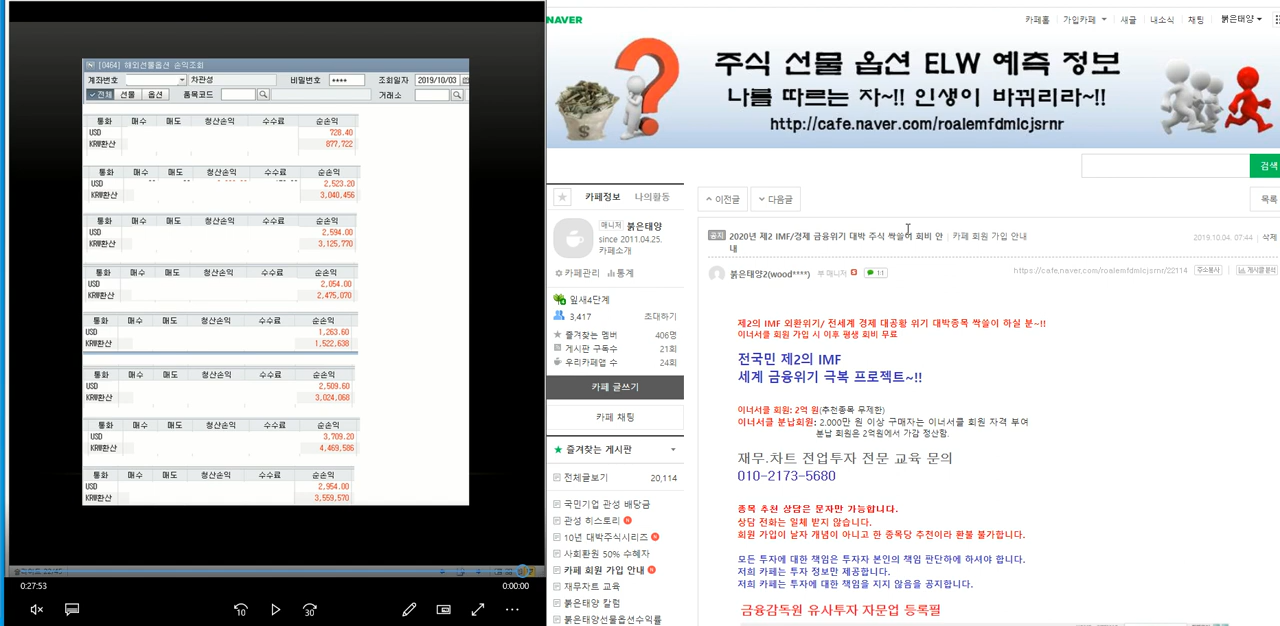 [0464] 해외선물옵션 손익조회
계좌번호 차관성 비밀번호 **** 조회일자 2019/10/03
전체 선물 옵션 품목코드 거래소
통화 매수 매도 청산손익 수수료 순손익
USD 728.40
KRW환산 877,722
통화 매수 매도 청산손익 수수료 순손익
USD 2,523.20
KRW환산 3,040,456
통화 매수 매도 청산손익 수수료 순손익
USD 2,594.00
KRW환산 3,125,770
통화 매수 매도 청산손익 수수료 순손익
USD 2,054.00
KRW환산 2,475,070
통화 매수 매도 청산손익 수수료 순손익
USD 1,263.60
KRW환산 1,522,638
통화 매수 매도 청산손익 수수료 순손익
USD 2,509.60
KRW환산 3,024,068
통화 매수 매도 청산손익 수수료 순손익
USD 3,709.20
KRW환산 4,469,586
통화 매수 매도 청산손익 수수료 순손익
USD 2,954.00
KRW환산 3,559,570
0:27:53 0:00:00
10 30
NAVER
카페홈 가입카페 새글 내소식 채팅 붉은태양
주식 선물 옵션 ELW 예측 정보
나를 따르는 자~!! 인생이 바뀌리라~!!
http://cafe.naver.com/roalemfdmlcjsrnr
검색
카페정보 나의활동
매니저 붉은태양
since 2011.04.25.
카페소개
카페관리 통계
잎새4단계
3,417 초대하기
즐겨찾는 멤버 406명
게시판 구독수 21회
우리카페앱 수 24회
카페 글쓰기
카페 채팅
즐겨찾는 게시판
전체글보기 20,114
국민기업 관성 배당금
관성 히스토리
10년 대박주식시리즈
사회환원 50% 수혜자
카페 회원 가입 안내
재무차트 교육
붉은태양 칼럼
붉은태양선물옵션수익률
이전글 다음글 목록
공지 2020년 제2 IMF/경제 금융위기 대박 주식 싹쓸이 회비 안내 카페 회원 가입 안내
2019.10.04. 07:44 삭제
붉은태양2(wood****) 부매니저 1:1
https://cafe.naver.com/roalemfdmlcjsrnr/22114 주소복사 게시글분석
제2의 IMF 외환위기/ 전세계 경제 대공황 위기 대박종목 싹쓸이 하실 분~!!
이너서클 회원 가입 시 이후 평생 회비 무료
전국민 제2의 IMF
세계 금융위기 극복 프로젝트~!!
이너서클 회원: 2억 원(추천종목 무제한)
이너서클 분납회원: 2.000만 원 이상 구매자는 이너서클 회원 자격 부여
분납 회원은 2억원에서 가감 정산함.
재무.차트 전업투자 전문 교육 문의
010-2173-5680
종목 추천 상담은 문자만 가능합니다.
상담 전화는 일체 받지 않습니다.
회원 가입이 날자 개념이 아니고 한 종목당 추천이라 환불 불가합니다.
모든 투자에 대한 책임은 투자자 본인의 책임 판단하에 하셔야 합니다.
저희 카페는 투자 정보만 제공합니다.
저희 카페는 투자에 대한 책임을 지지 않음을 공지합니다.
금융감독원 유사투자 자문업 등록필